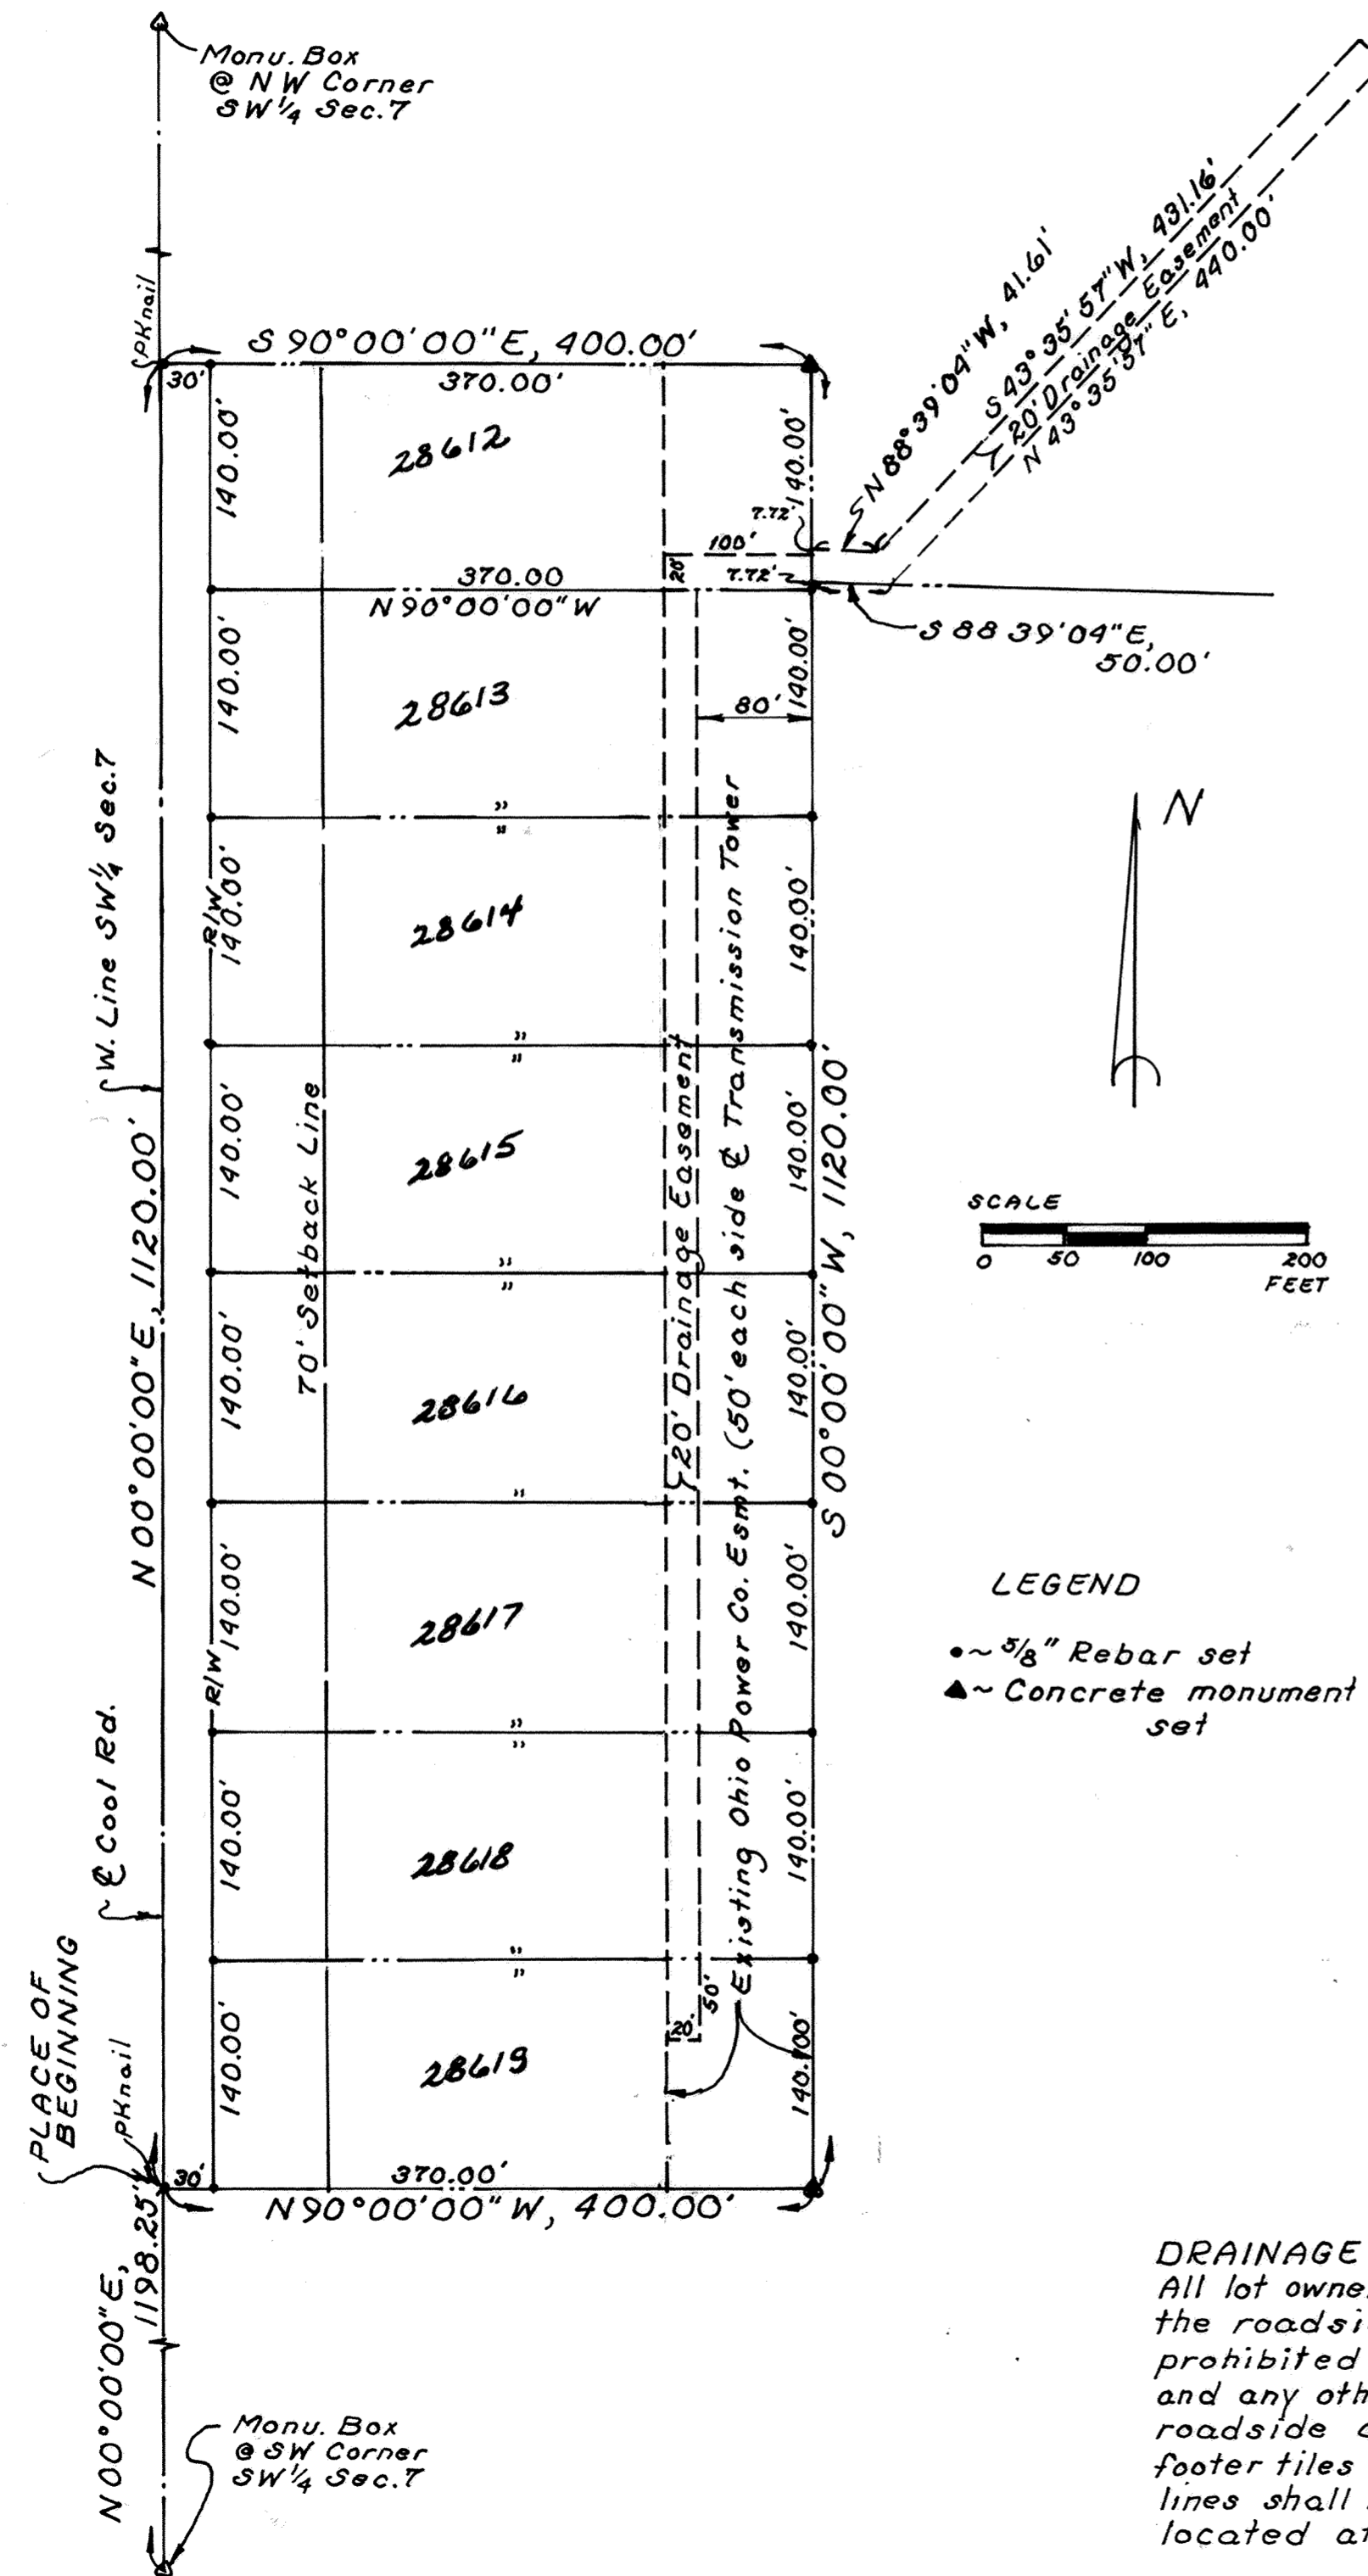 Monu. Box
@ NW Corner
SW 1/4 Sec.7
PKnail
S 90°00'00"E, 400.00'
30'
370.00'
140.00'
28612
140.00'
7.72'
100'
20'
7.72'
N 88°39'04"W, 41.61'
S 43°35'57"W, 431.16'
20' Drainage Easement
N 43°35'57"E, 440.00'
370.00
N 90°00'00"W
S 88 39'04"E,
50.00'
140.00'
28613
140.00'
80'
N
W. Line SW 1/4 Sec.7
"
"
R/W
140.00'
28614
140.00'
"
"
140.00'
28615
140.00'
N 00°00'00"E, 1120.00'
70' Setback Line
20' Drainage Easement
Existing Ohio Power Co. Esmt. (50' each side ℄ Transmission Tower
S 00°00'00"W, 1120.00'
SCALE
0 50 100 200
FEET
"
"
140.00'
28616
140.00'
"
LEGEND
•~ 5/8" Rebar set
▲~ Concrete monument
set
R/W
140.00'
28617
140.00'
"
"
℄ Cool Rd.
140.00'
28618
140.00'
"
"
50'
20'
140.00'
28619
140.00'
PLACE OF
BEGINNING
PKnail
30'
370.00'
N 90°00'00"W, 400.00'
N 00°00'00"E,
1198.25'
Monu. Box
@ SW Corner
SW 1/4 Sec.7
DRAINAGE
All lot owne
the roadsi
prohibited
and any oth
roadside
footer tiles
lines shall
located at